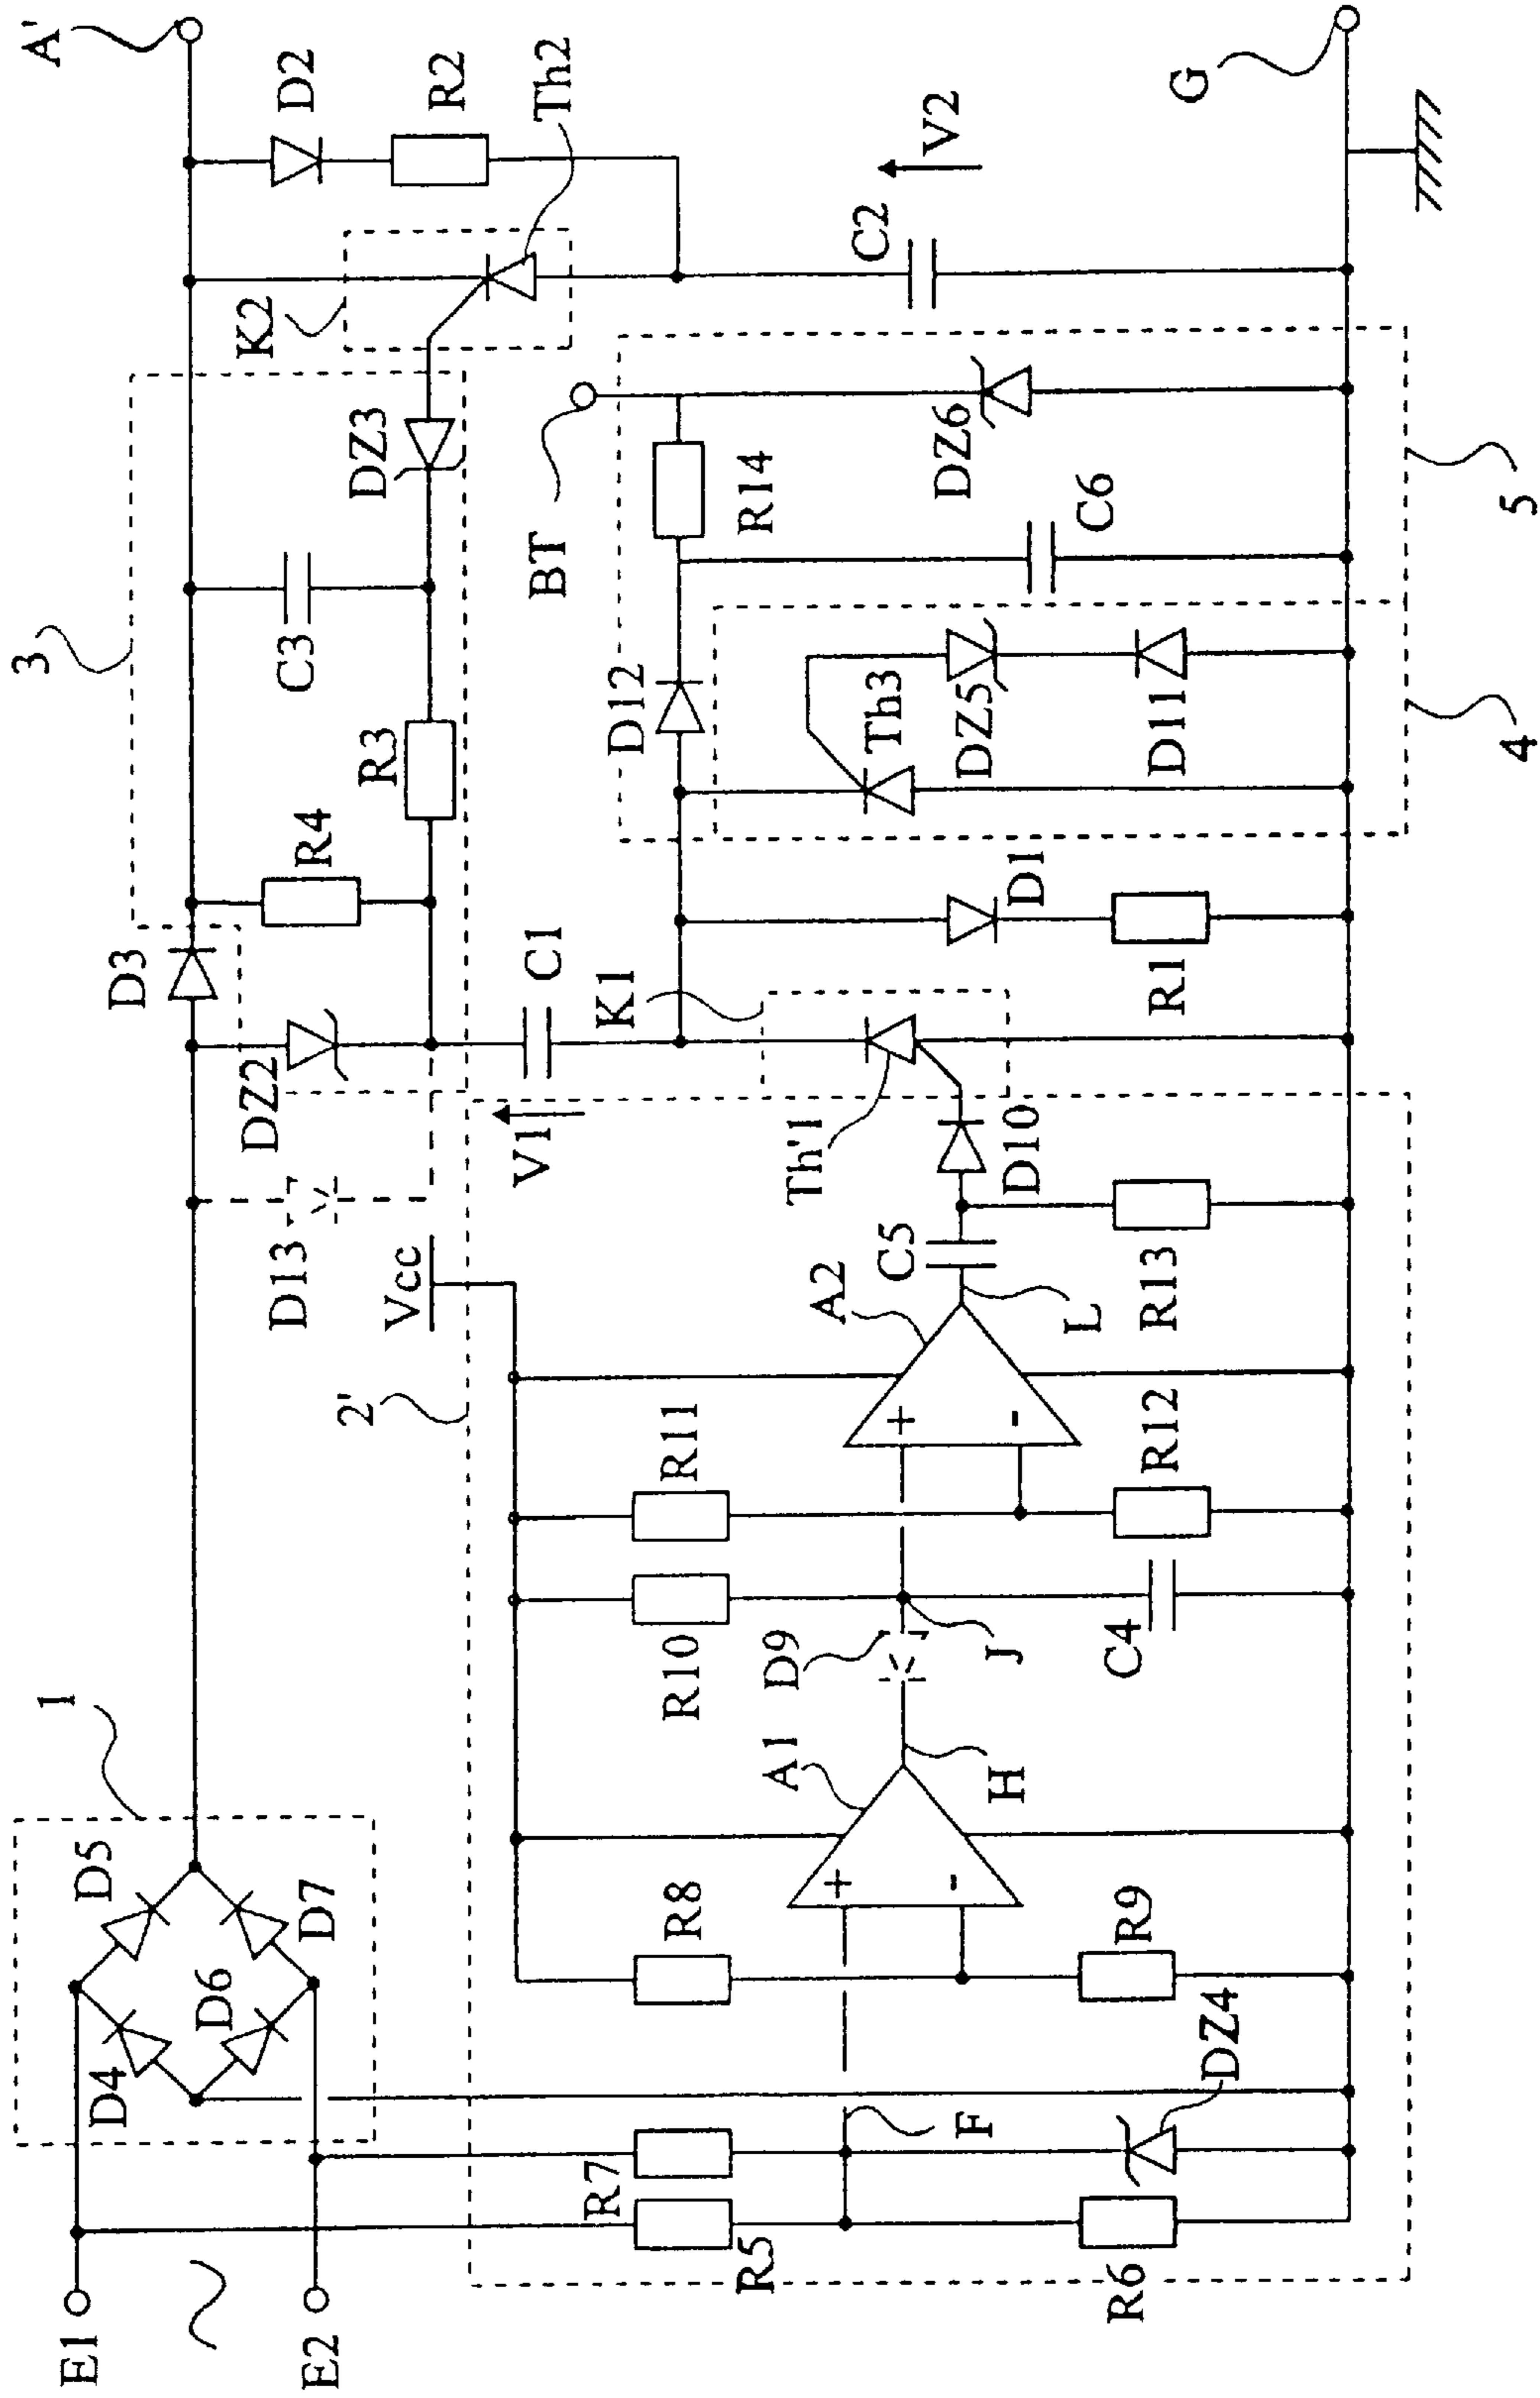 A'
D2
R2
Th2
V2
G
C2
K2
3
DZ3
C3
R3
R4
D3
DZ2
BT
R14
DZ6
C6
5
D12
Th3
DZ5
D11
4
D1
R1
C1
K1
V1
Th'1
D10
D13
Vcc
2'
C5
A2
L
R13
+
-
R11
R12
R10
D9
J
C4
1
A1
H
+
-
R8
R9
D5
D7
D6
D4
DZ4
F
R7
R5
R6
E1
E2